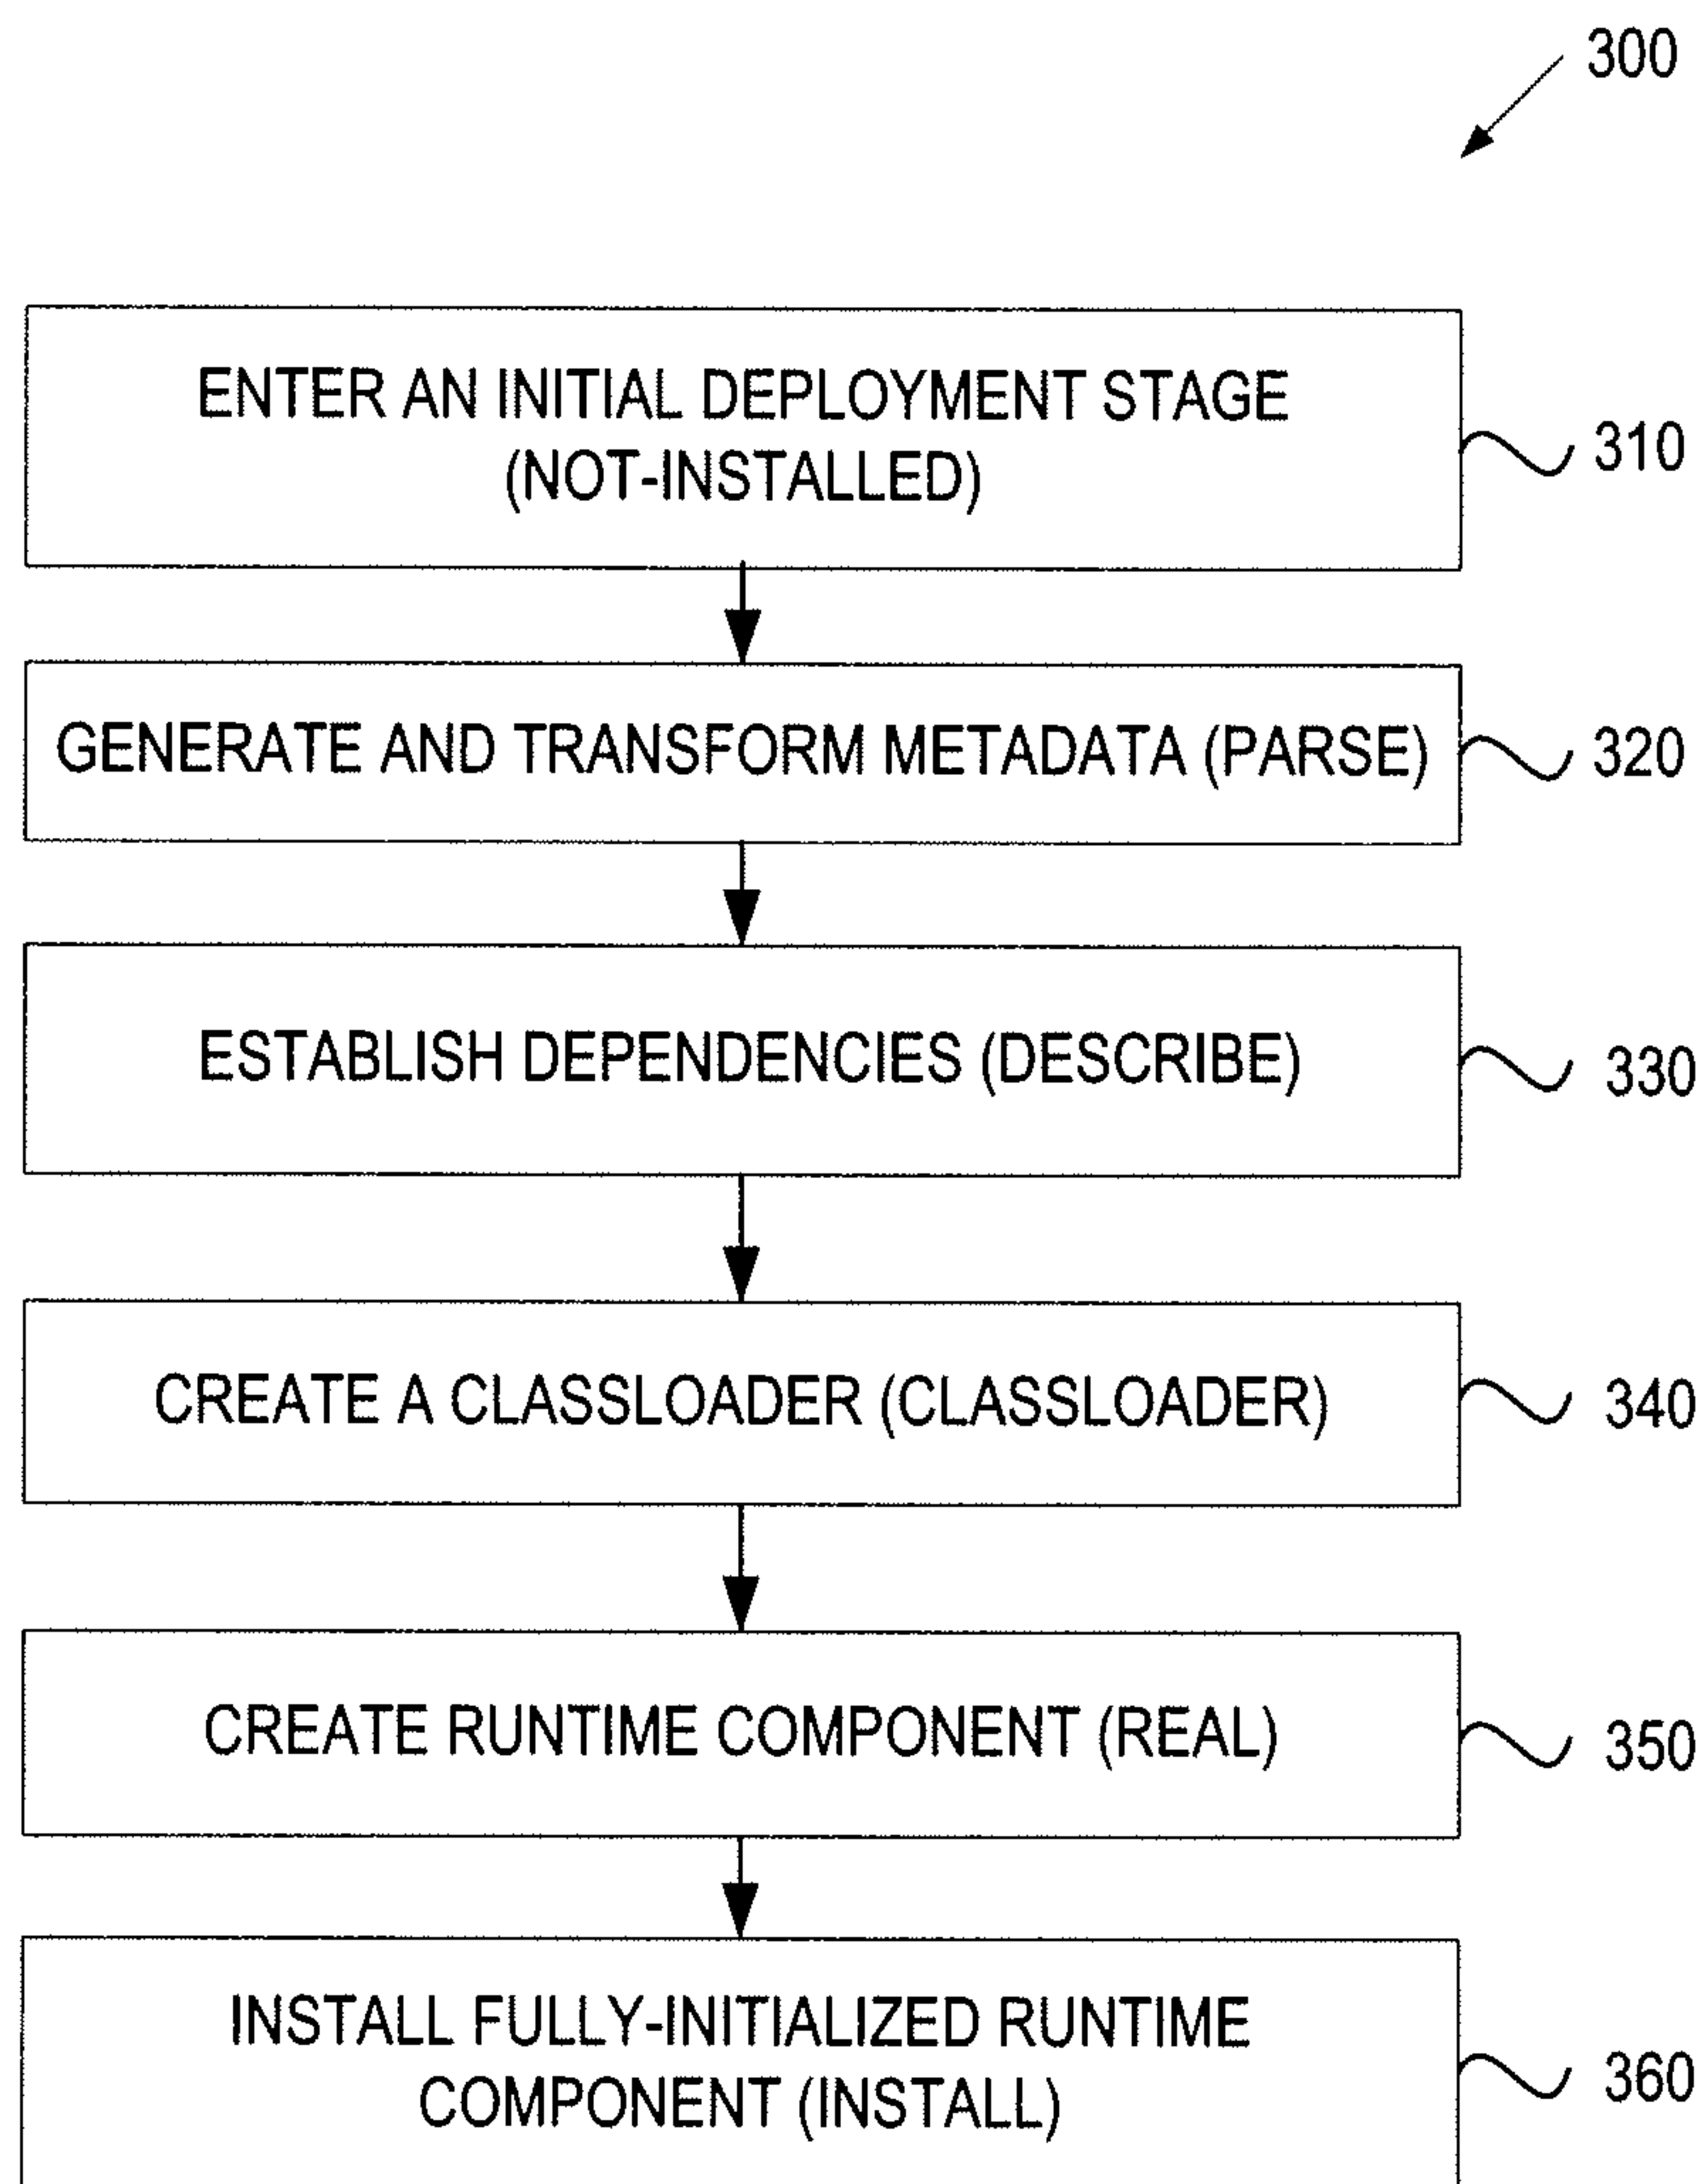 300
ENTER AN INITIAL DEPLOYMENT STAGE
(NOT-INSTALLED)
310
GENERATE AND TRANSFORM METADATA (PARSE)
320
ESTABLISH DEPENDENCIES (DESCRIBE)
330
CREATE A CLASSLOADER (CLASSLOADER)
340
CREATE RUNTIME COMPONENT (REAL)
350
INSTALL FULLY-INITIALIZED RUNTIME
COMPONENT (INSTALL)
360